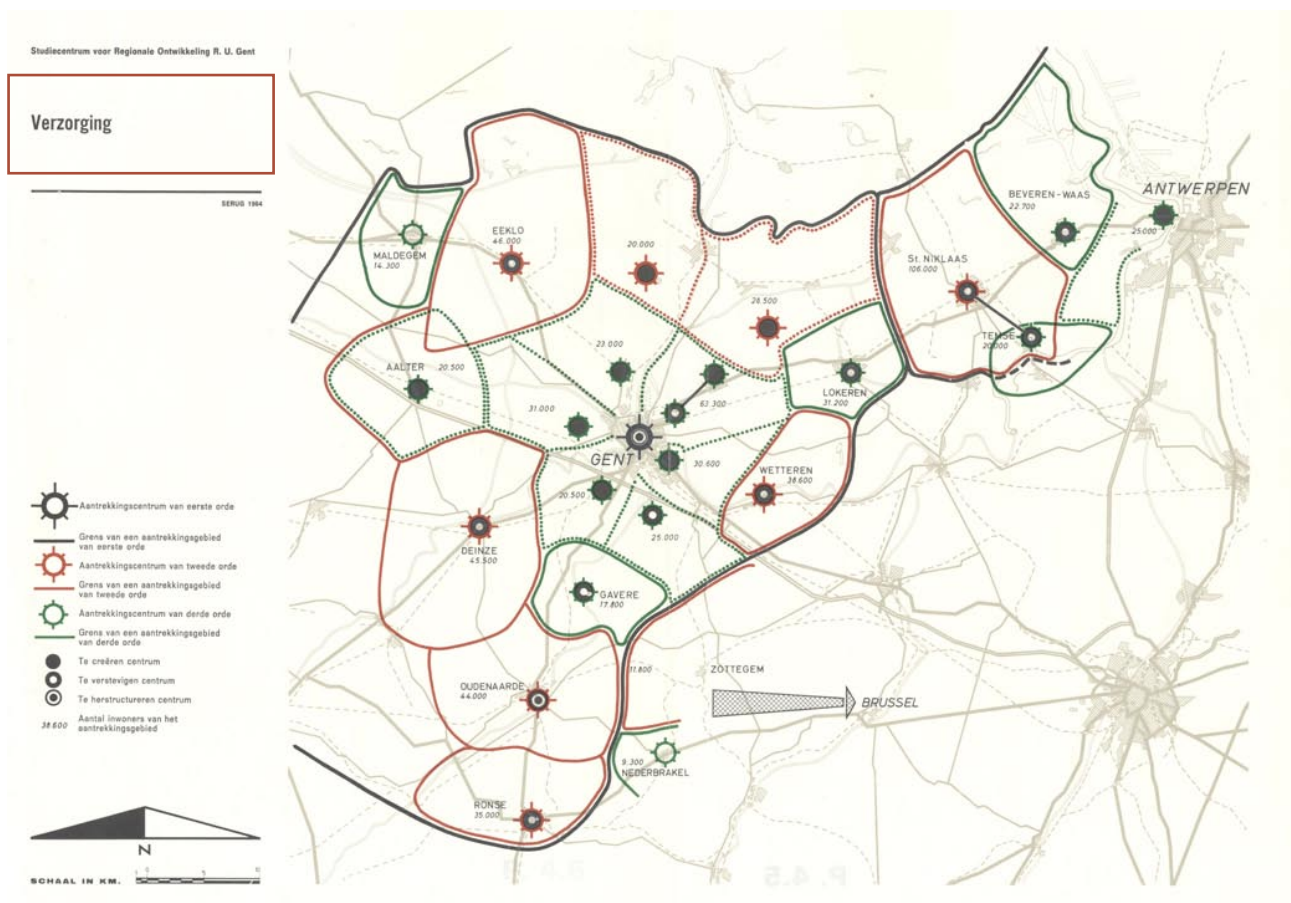 Studiecentrum voor Regionale Ontwikkeling R. U. Gent
Verzorging
SERUG 1964
Aantrekkingscentrum van eerste orde
Grens van een aantrekkingsgebied
van eerste orde
Aantrekkingscentrum van tweede orde
Grens van een aantrekkingsgebied
van tweede orde
Aantrekkingscentrum van derde orde
Grens van een aantrekkingsgebied
van derde orde
Te creëren centrum
Te verstevigen centrum
Te herstructureren centrum
38.600
Aantal inwoners van het
aantrekkingsgebied
N
SCHAAL IN KM.
1 0 5 10
ANTWERPEN
25.000
BEVEREN-WAAS
22.700
EEKLO
46.000
MALDEGEM
14.300
20.000
St. NIKLAAS
106.000
28.500
TEMSE
20.000
23.000
AALTER
20.500
LOKEREN
31.200
31.000
63.300
GENT
30.600
WETTEREN
38.600
20.500
25.000
DEINZE
45.500
GAVERE
17.800
11.800
ZOTTEGEM
OUDENAARDE
44.000
BRUSSEL
9.300
NEDERBRAKEL
RONSE
35.000